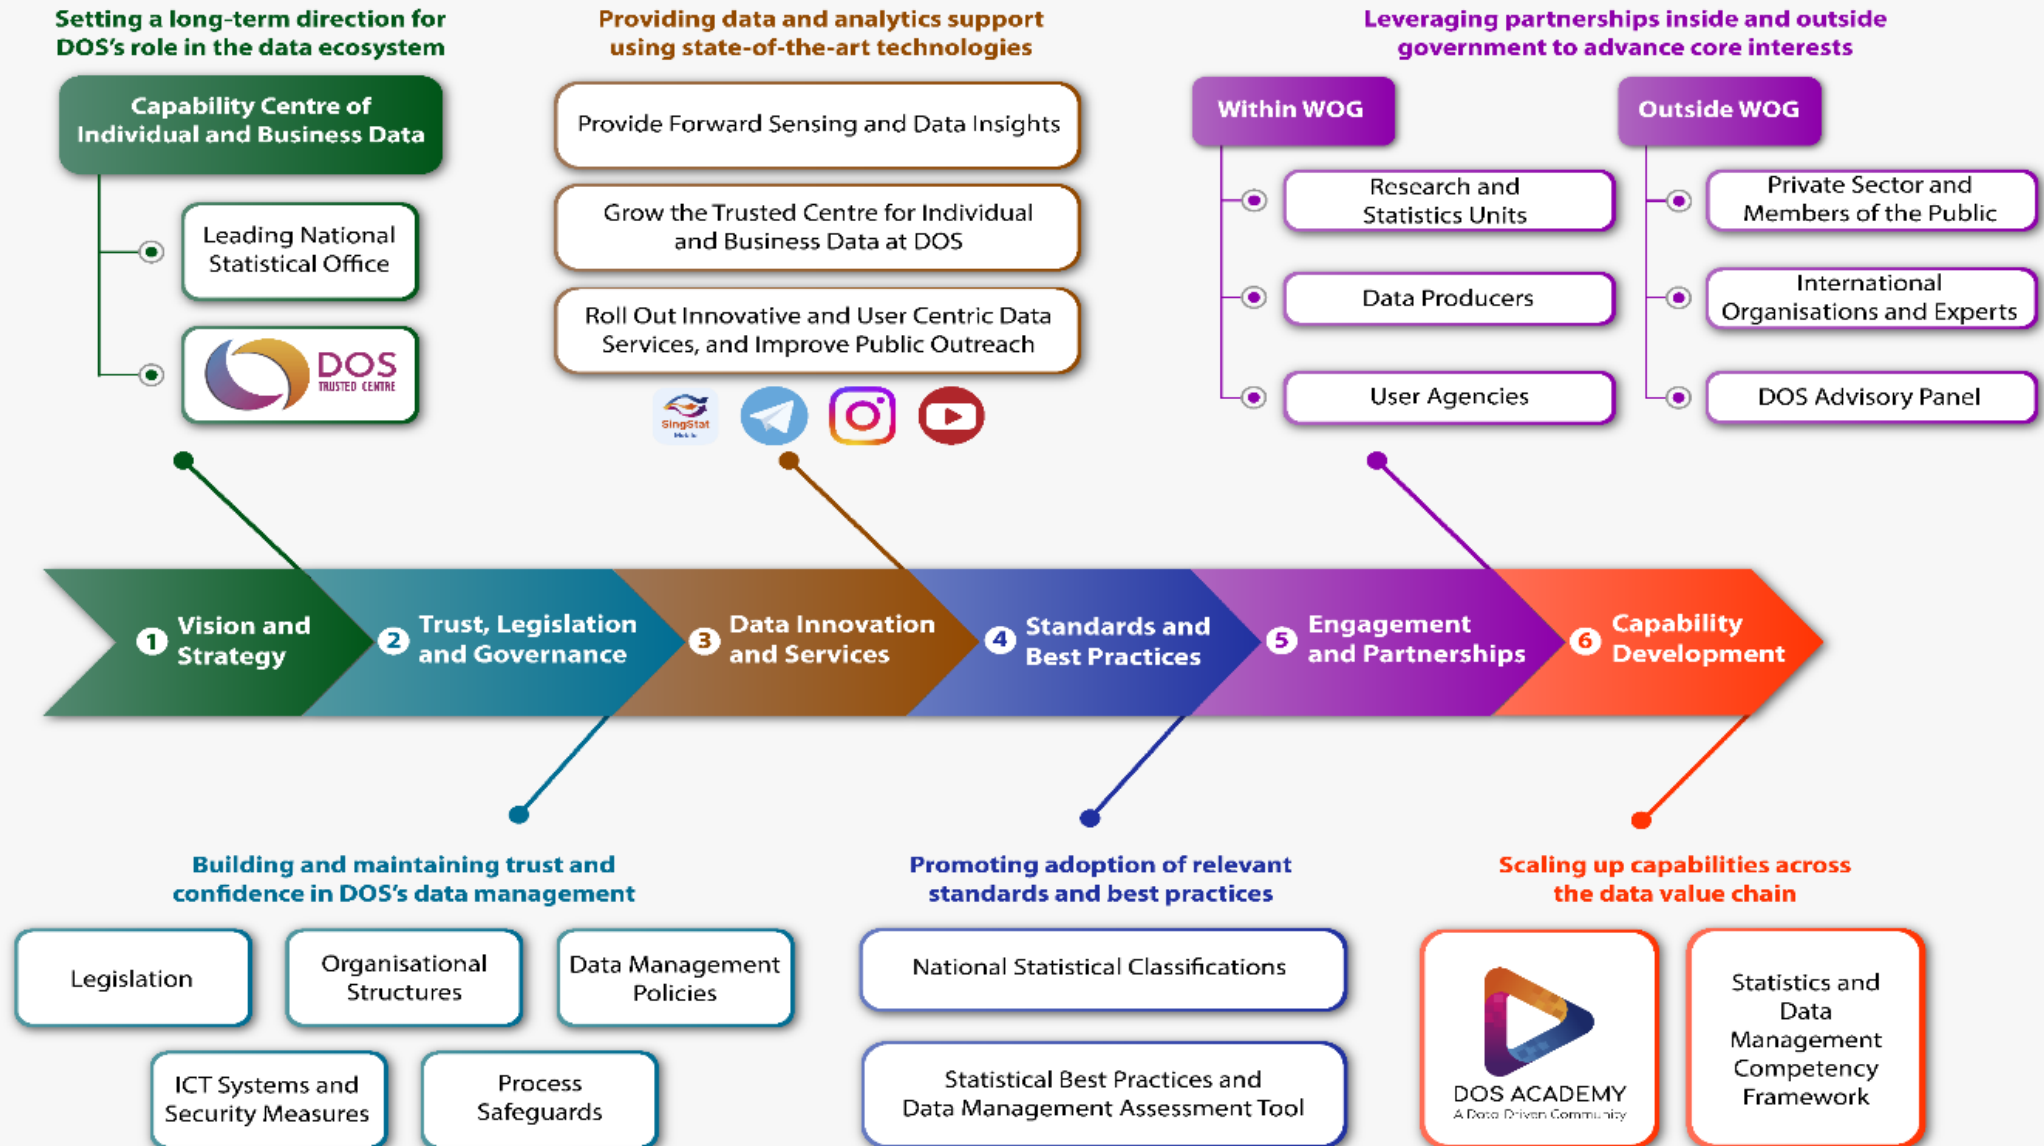 Setting a long-term direction for
DOS's role in the data ecosystem
Capability Centre of
Individual and Business Data
Leading National
Statistical Office
DOS
TRUSTED CENTRE
Providing data and analytics support
using state-of-the-art technologies
Provide Forward Sensing and Data Insights
Grow the Trusted Centre for Individual
and Business Data at DOS
Roll Out Innovative and User Centric Data
Services, and Improve Public Outreach
SingStat
Mobile
Leveraging partnerships inside and outside
government to advance core interests
Within WOG
Research and
Statistics Units
Data Producers
User Agencies
Outside WOG
Private Sector and
Members of the Public
International
Organisations and Experts
DOS Advisory Panel
1 Vision and
Strategy
2 Trust, Legislation
and Governance
3 Data Innovation
and Services
4 Standards and
Best Practices
5 Engagement
and Partnerships
6 Capability
Development
Building and maintaining trust and
confidence in DOS's data management
Legislation
Organisational
Structures
Data Management
Policies
ICT Systems and
Security Measures
Process
Safeguards
Promoting adoption of relevant
standards and best practices
National Statistical Classifications
Statistical Best Practices and
Data Management Assessment Tool
Scaling up capabilities across
the data value chain
DOS ACADEMY
A Data Driven Community
Statistics and
Data
Management
Competency
Framework